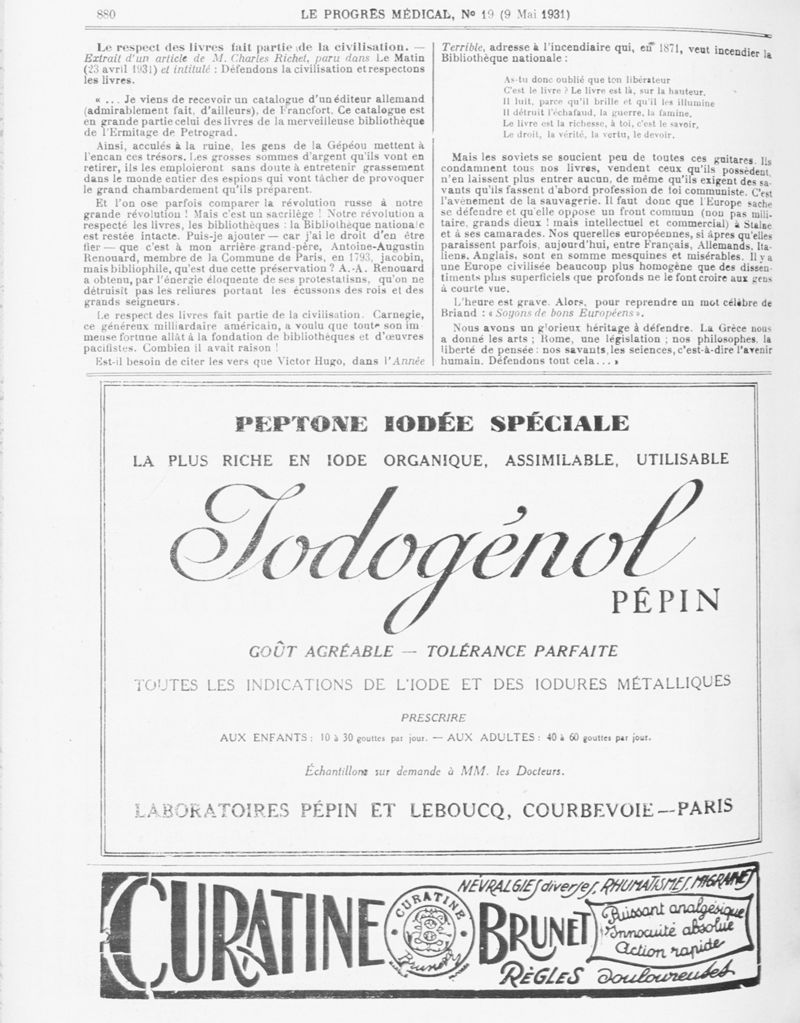 880
LE PROGRÈS MÉDICAL, No 19 (9 Mai 1931)
Le respect des livres fait partie de la civilisation. —
Extrait d'un article de M. Charles Richet, paru dans Le Matin
(23 avril 1931) et intitulé : Défendons la civilisation et respectons
les livres.
« ... Je viens de recevoir un catalogue d'un éditeur allemand
(admirablement fait, d'ailleurs), de Francfort. Ce catalogue est
en grande partie celui des livres de la merveilleuse bibliothèque
de l'Ermitage de Petrograd.
Ainsi, acculés à la ruine, les gens de la Gépéou mettent à
l'encan ces trésors. Les grosses sommes d'argent qu'ils vont en
retirer, ils les emploieront sans doute à entretenir grassement
dans le monde entier des espions qui vont tâcher de provoquer
le grand chambardement qu'ils préparent.
Et l'on ose parfois comparer la révolution russe à notre
grande révolution ! Mais c'est un sacrilège ! Notre révolution a
respecté les livres, les bibliothèques : la Bibliothèque nationale
est restée intacte. Puis-je ajouter — car j'ai le droit d'en être
fier — que c'est à mon arrière grand-père, Antoine-Augustin
Renouard, membre de la Commune de Paris, en 1793, jacobin,
mais bibliophile, qu'est due cette préservation ? A.-A. Renouard
a obtenu, par l'énergie éloquente de ses protestatisns, qu'on ne
détruisit pas les reliures portant les écussons des rois et des
grands seigneurs.
Le respect des livres fait partie de la civilisation. Carnegie,
ce généreux milliardaire américain, a voulu que toute son im
mense fortune allât à la fondation de bibliothèques et d'œuvres
pacifistes. Combien il avait raison !
Est-il besoin de citer les vers que Victor Hugo, dans l'Année
Terrible, adresse à l'incendiaire qui, en 1871, veut incendier la
Bibliothèque nationale :
As-tu donc oublié que ton libérateur
C'est le livre ? Le livre est là, sur la hauteur,
Il luit, parce qu'il brille et qu'il les illumine
Il détruit l'échafaud, la guerre, la famine,
Le livre est la richesse, à toi, c'est le savoir,
Le droit, la vérité, la vertu, le devoir.
Mais les soviets se soucient peu de toutes ces guitares. Ils
condamnent tous nos livres, vendent ceux qu'ils possèdent,
n'en laissent plus entrer aucun, de même qu'ils exigent des sa-
vants qu'ils fassent d'abord profession de foi communiste. C'est
l'avènement de la sauvagerie. Il faut donc que l'Europe sache
se défendre et qu'elle oppose un front commun (non pas mili-
taire, grands dieux ! mais intellectuel et commercial) à Staline
et à ses camarades. Nos querelles européennes, si âpres qu'elles
paraissent parfois, aujourd'hui, entre Français, Allemands, Ita-
liens, Anglais, sont en somme mesquines et misérables. Il y a
une Europe civilisée beaucoup plus homogène que des dissen-
timents plus superficiels que profonds ne le font croire aux gens
à courte vue.
L'heure est grave. Alors, pour reprendre un mot célèbre de
Briand : « Soyons de bons Européens ».
Nous avons un glorieux héritage à défendre. La Grèce nous
a donné les arts ; Rome, une législation ; nos philosophes, la
liberté de pensée ; nos savants, les sciences, c'est-à-dire l'avenir
humain. Défendons tout cela... »
PEPTONE IODÉE SPÉCIALE
LA PLUS RICHE EN IODE ORGANIQUE, ASSIMILABLE, UTILISABLE
Iodogénol
PÉPIN
GOÛT AGRÉABLE — TOLÉRANCE PARFAITE
TOUTES LES INDICATIONS DE L'IODE ET DES IODURES MÉTALLIQUES
PRESCRIRE
AUX ENFANTS : 10 à 30 gouttes par jour. — AUX ADULTES : 40 à 60 gouttes par jour.
Échantillons sur demande à MM. les Docteurs.
LABORATOIRES PÉPIN ET LEBOUCQ, COURBEVOIE—PARIS
CURATINE
CURATINE
BRUNET
NÉVRALGIES diverses, RHUMATISMES, MIGRAINES
Puissant analgésique
Innocuité absolue
Action rapide
RÈGLES douloureuses